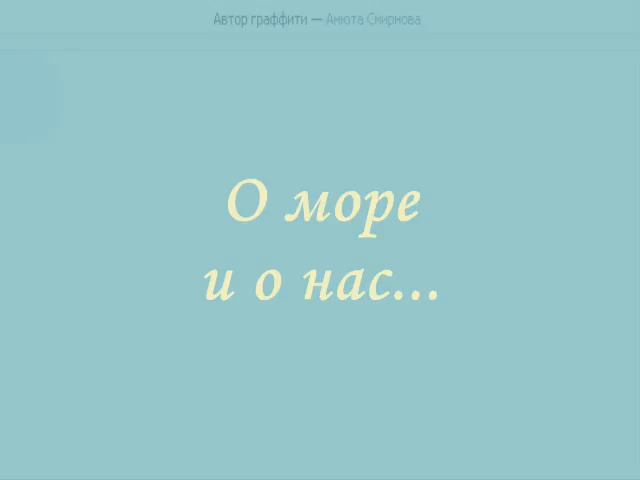 Автор граффити — Анюта Смирнова
О море
и о нас...